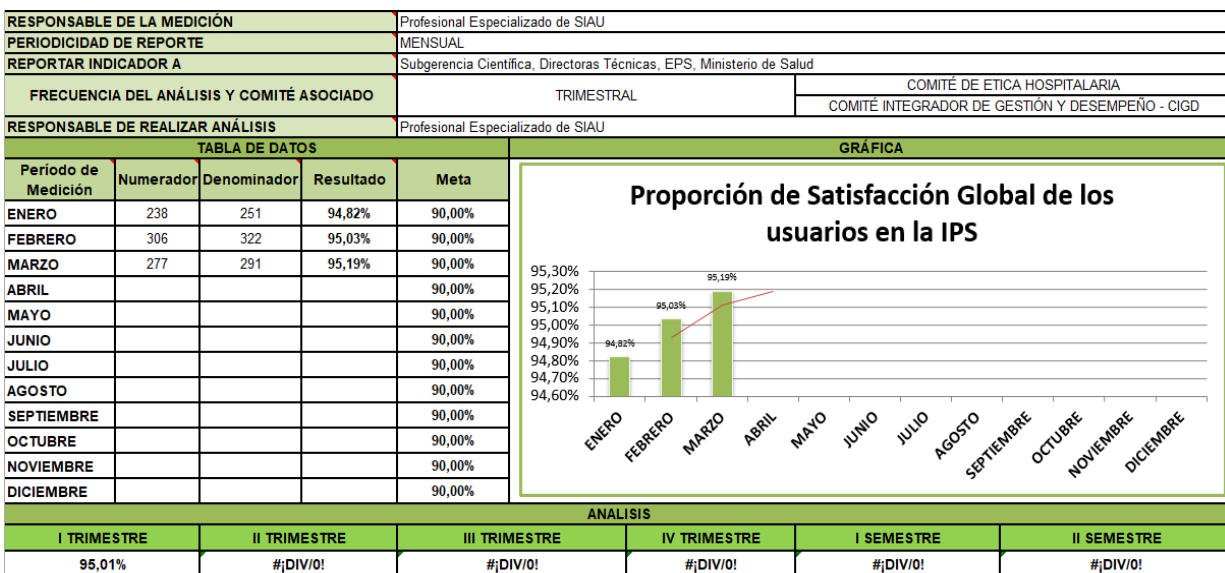 RESPONSABLE DE LA MEDICIÓN Profesional Especializado de SIAU
PERIODICIDAD DE REPORTE MENSUAL
REPORTAR INDICADOR A Subgerencia Científica, Directoras Técnicas, EPS, Ministerio de Salud
FRECUENCIA DEL ANÁLISIS Y COMITÉ ASOCIADO TRIMESTRAL COMITÉ DE ETICA HOSPITALARIA
COMITÉ INTEGRADOR DE GESTIÓN Y DESEMPEÑO - CIGD
RESPONSABLE DE REALIZAR ANÁLISIS Profesional Especializado de SIAU
TABLA DE DATOS GRÁFICA
Período de Medición Numerador Denominador Resultado Meta
ENERO 238 251 94,82% 90,00%
FEBRERO 306 322 95,03% 90,00%
MARZO 277 291 95,19% 90,00%
ABRIL 90,00%
MAYO 90,00%
JUNIO 90,00%
JULIO 90,00%
AGOSTO 90,00%
SEPTIEMBRE 90,00%
OCTUBRE 90,00%
NOVIEMBRE 90,00%
DICIEMBRE 90,00%
Proporción de Satisfacción Global de los
usuarios en la IPS
95,30%
95,20%
95,10%
95,00%
94,90%
94,80%
94,70%
94,60%
94,82%
95,03%
95,19%
ENERO FEBRERO MARZO ABRIL MAYO JUNIO JULIO AGOSTO SEPTIEMBRE OCTUBRE NOVIEMBRE DICIEMBRE
ANALISIS
I TRIMESTRE II TRIMESTRE III TRIMESTRE IV TRIMESTRE I SEMESTRE II SEMESTRE
95,01% #¡DIV/0! #¡DIV/0! #¡DIV/0! #¡DIV/0! #¡DIV/0!